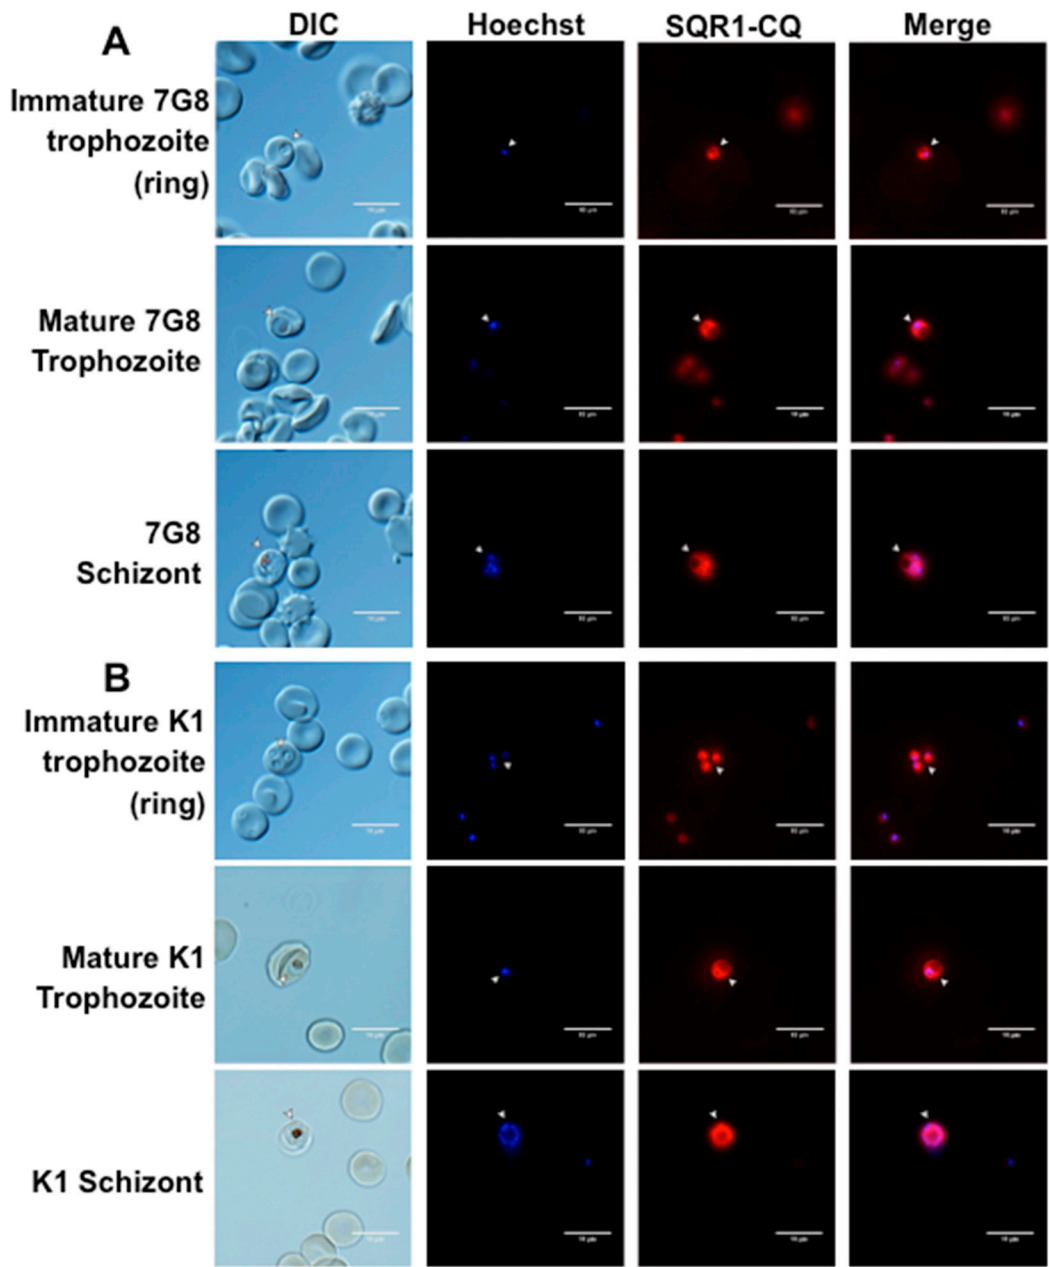 A
DIC
Hoechst
SQR1-CQ
Merge
Immature 7G8
trophozoite
(ring)
Mature 7G8
Trophozoite
7G8
Schizont
B
Immature K1
trophozoite
(ring)
Mature K1
Trophozoite
K1 Schizont